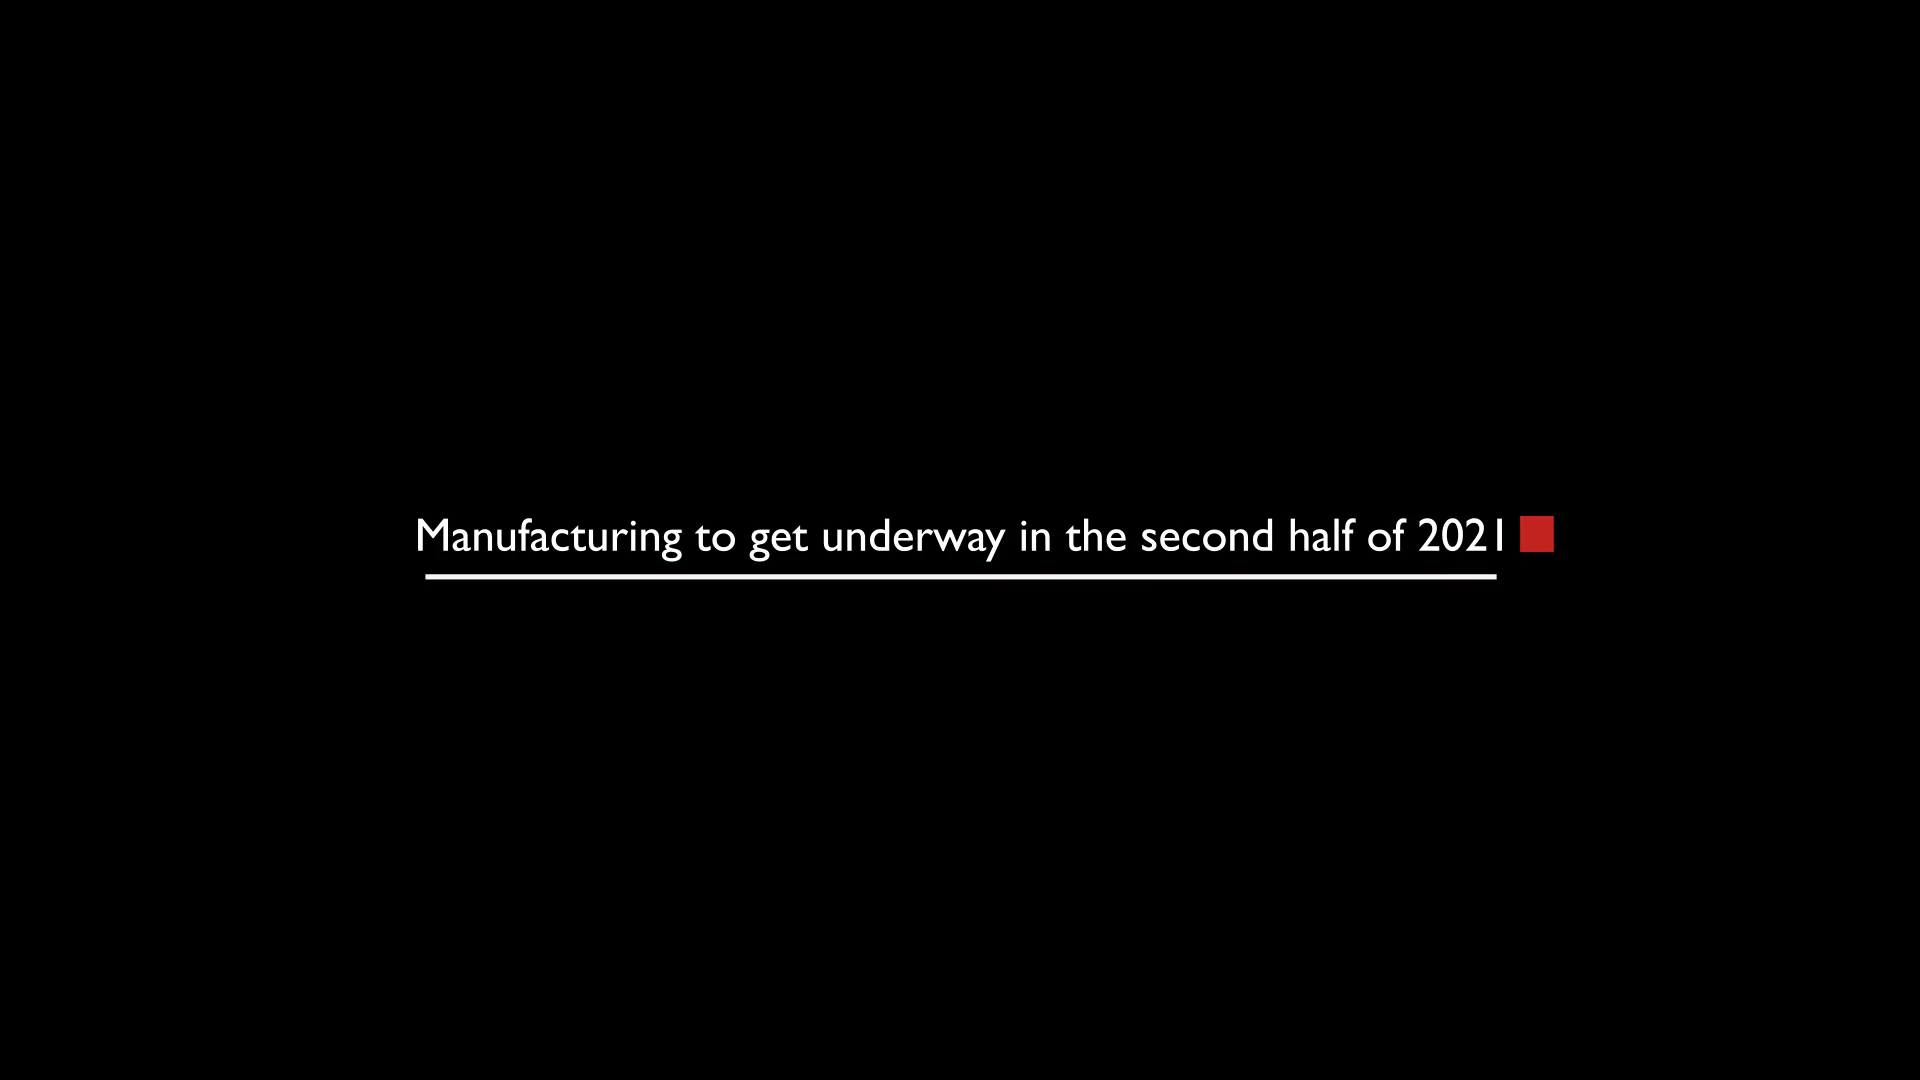 Manufacturing to get underway in the second half of 2021